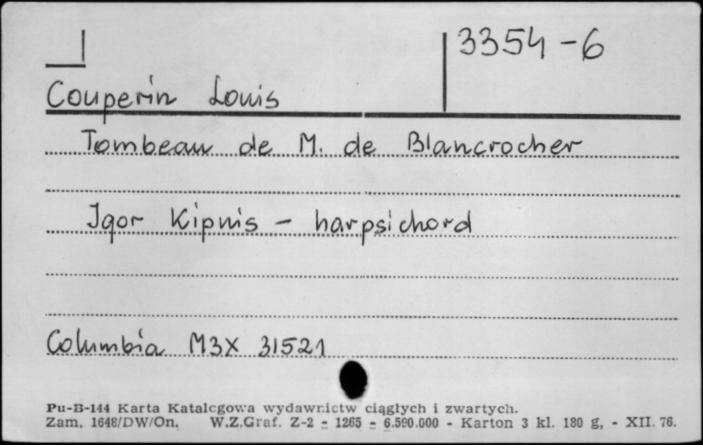 3354-6
Couperin Louis
Tombeau de M. de Blancrocher
Igor Kipnis - harpsichord
Columbia M3X 31521
Pu-B-144 Karta Katalogowa wydawnictw ciągłych i zwartych.
Zam. 1648/DW/On. W.Z.Graf. Z-2 - 1265 - 6.590.000 - Karton 3 kl. 180 g. - XII. 76.